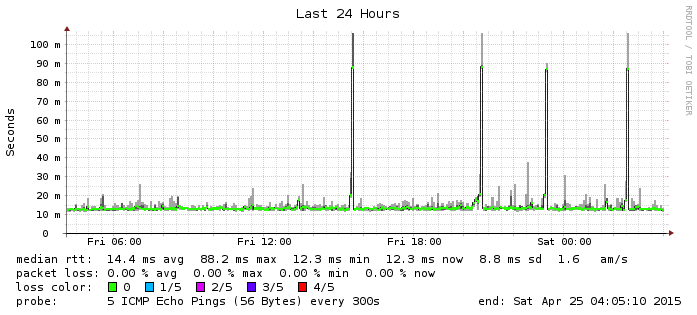 Last 24 Hours
RRDTOOL / TOBI OETIKER
Seconds
100 m
90 m
80 m
70 m
60 m
50 m
40 m
30 m
20 m
10 m
0
Fri 06:00 Fri 12:00 Fri 18:00 Sat 00:00
median rtt: 14.4 ms avg 88.2 ms max 12.3 ms min 12.3 ms now 8.8 ms sd 1.6 am/s
packet loss: 0.00 % avg 0.00 % max 0.00 % min 0.00 % now
loss color: 0 1/5 2/5 3/5 4/5
probe: 5 ICMP Echo Pings (56 Bytes) every 300s end: Sat Apr 25 04:05:10 2015